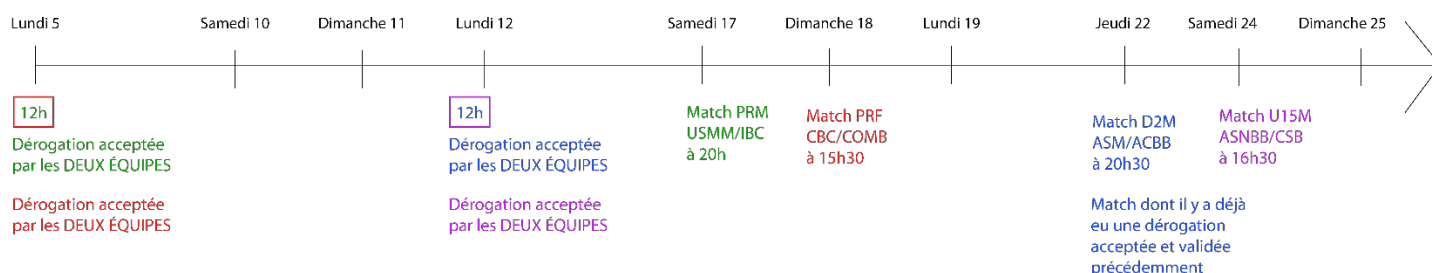 Lundi 5
Samedi 10
Dimanche 11
Lundi 12
Samedi 17
Dimanche 18
Lundi 19
Jeudi 22
Samedi 24
Dimanche 25
12h
Dérogation acceptée
par les DEUX ÉQUIPES
Dérogation acceptée
par les DEUX ÉQUIPES
12h
Dérogation acceptée
par les DEUX ÉQUIPES
Dérogation acceptée
par les DEUX ÉQUIPES
Match PRM
USMM/IBC
à 20h
Match PRF
CBC/COMB
à 15h30
Match D2M
ASM/ACBB
à 20h30
Match dont il y a déjà
eu une dérogation
acceptée et validée
précédemment
Match U15M
ASNBB/CSB
à 16h30